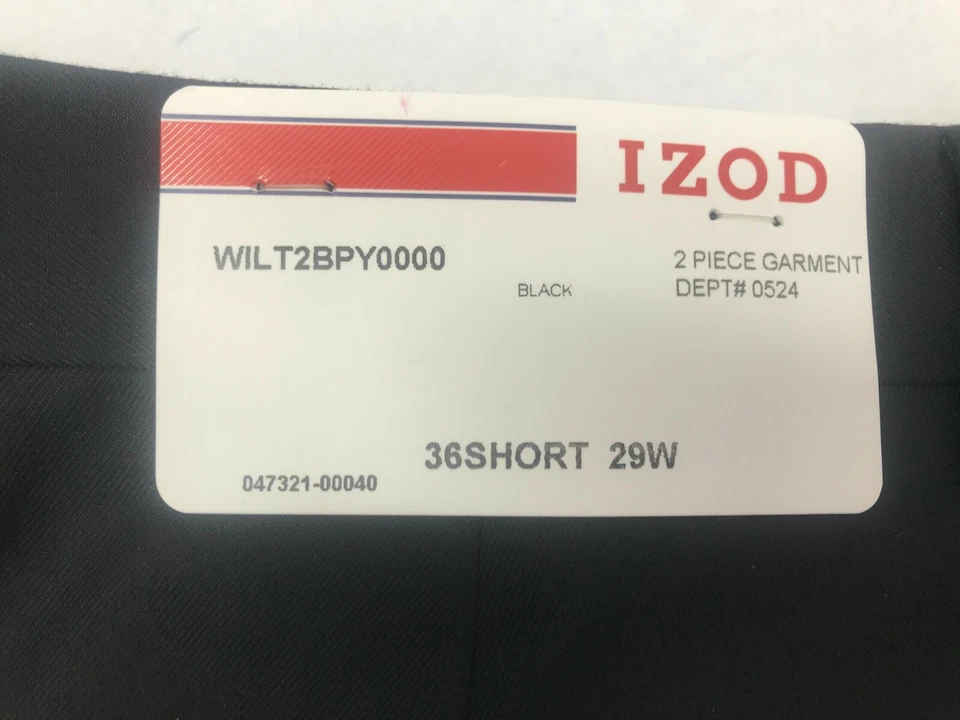 IZOD
WILT2BPY0000
2 PIECE GARMENT
BLACK
DEPT# 0524
36SHORT 29W
047321-00040